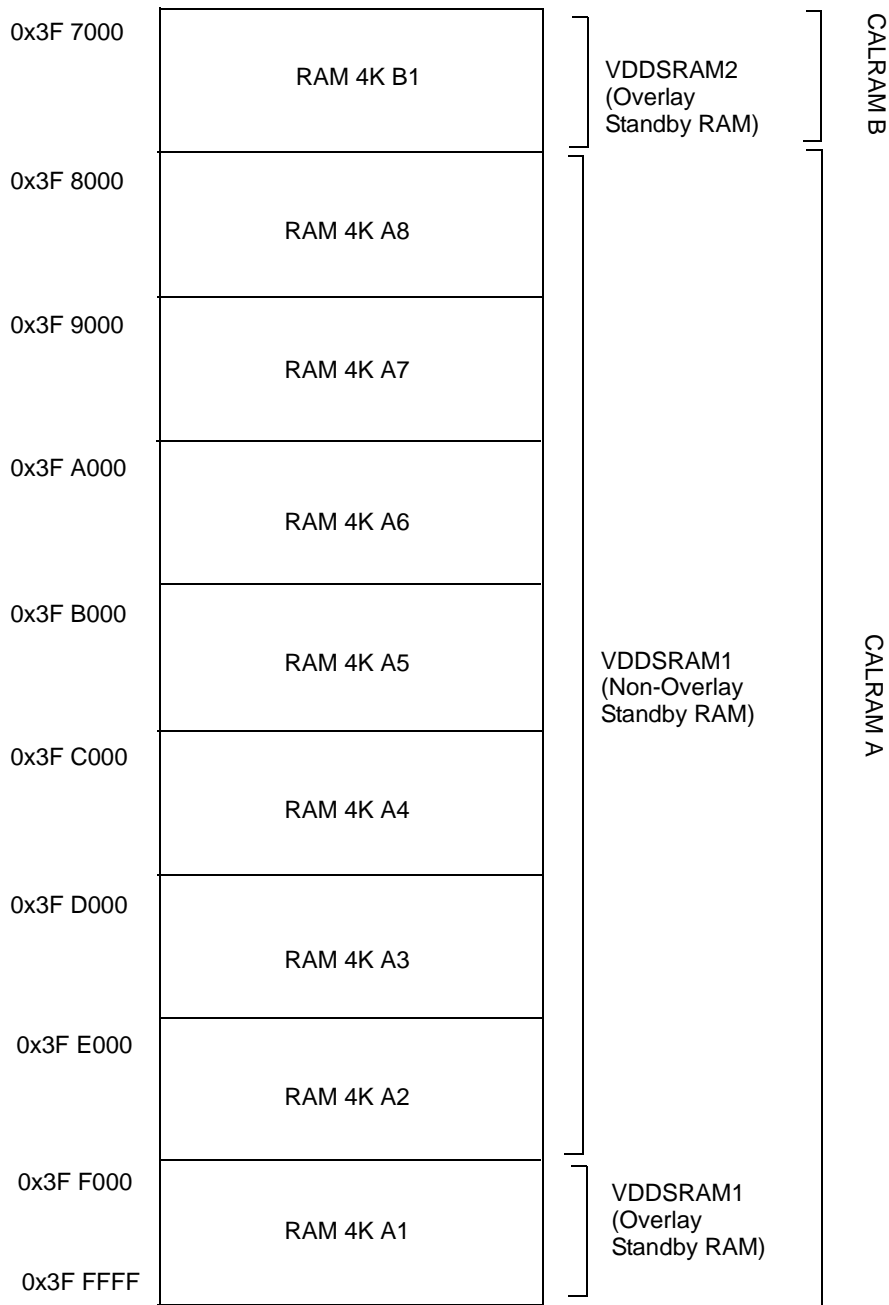 0x3F 7000
RAM 4K B1
VDDSRAM2
(Overlay
Standby RAM)
CALRAM B
0x3F 8000
RAM 4K A8
0x3F 9000
RAM 4K A7
0x3F A000
RAM 4K A6
0x3F B000
RAM 4K A5
VDDSRAM1
(Non-Overlay
Standby RAM)
CALRAM A
0x3F C000
RAM 4K A4
0x3F D000
RAM 4K A3
0x3F E000
RAM 4K A2
0x3F F000
RAM 4K A1
VDDSRAM1
(Overlay
Standby RAM)
0x3F FFFF